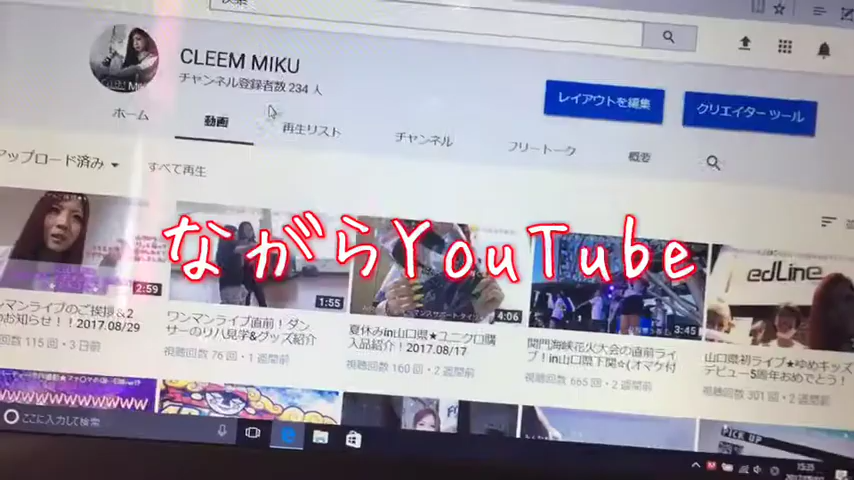 CLEEM MIKU
チャンネル登録者数 234 人
レイアウトを編集
クリエイター ツール
ホーム
動画
再生リスト
チャンネル
フリートーク
概要
アップロード済み
すべて再生
ながらYouTube
2:59
1:55
4:06
3:45
edLine
ンマンライブのご挨拶&2
のお知らせ!!2017.08/29
視聴回数 115 回・3 日前
ワンマンライブ直前!ダン
サーのリハ見学&グッズ紹介
視聴回数 76 回・1 週間前
夏休みin山口県★ユニクロ購
入品紹介!2017.08/17
視聴回数 160 回・2 週間前
関門海峡花火大会の直前ライ
ブ!in山口県下関☆(オマケ付
視聴回数 665 回・2 週間前
山口県初ライブ★ゆめキッズ
デビュー5周年おめでとう!
視聴回数 301 回・2 週間前
PICK UP
ここに入力して検索
15:35